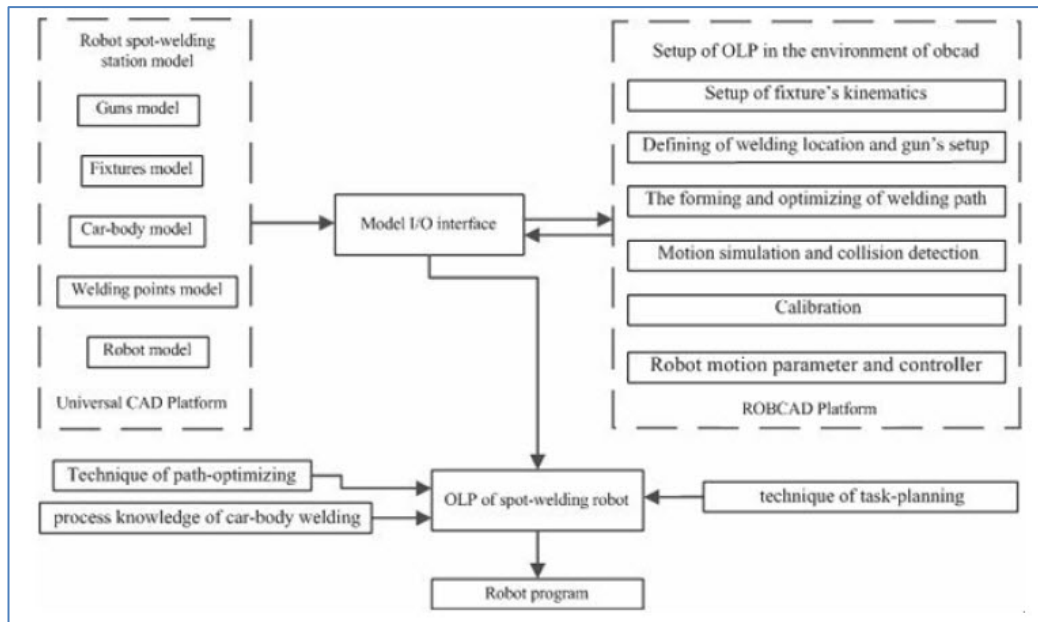 Robot spot-welding
station model
Guns model
Fixtures model
Car-body model
Welding points model
Robot model
Universal CAD Platform
Model I/O interface
Setup of OLP in the environment of obcad
Setup of fixture's kinematics
Defining of welding location and gun's setup
The forming and optimizing of welding path
Motion simulation and collision detection
Calibration
Robot motion parameter and controller
ROBCAD Platform
Technique of path-optimizing
process knowledge of car-body welding
OLP of spot-welding robot
technique of task-planning
Robot program